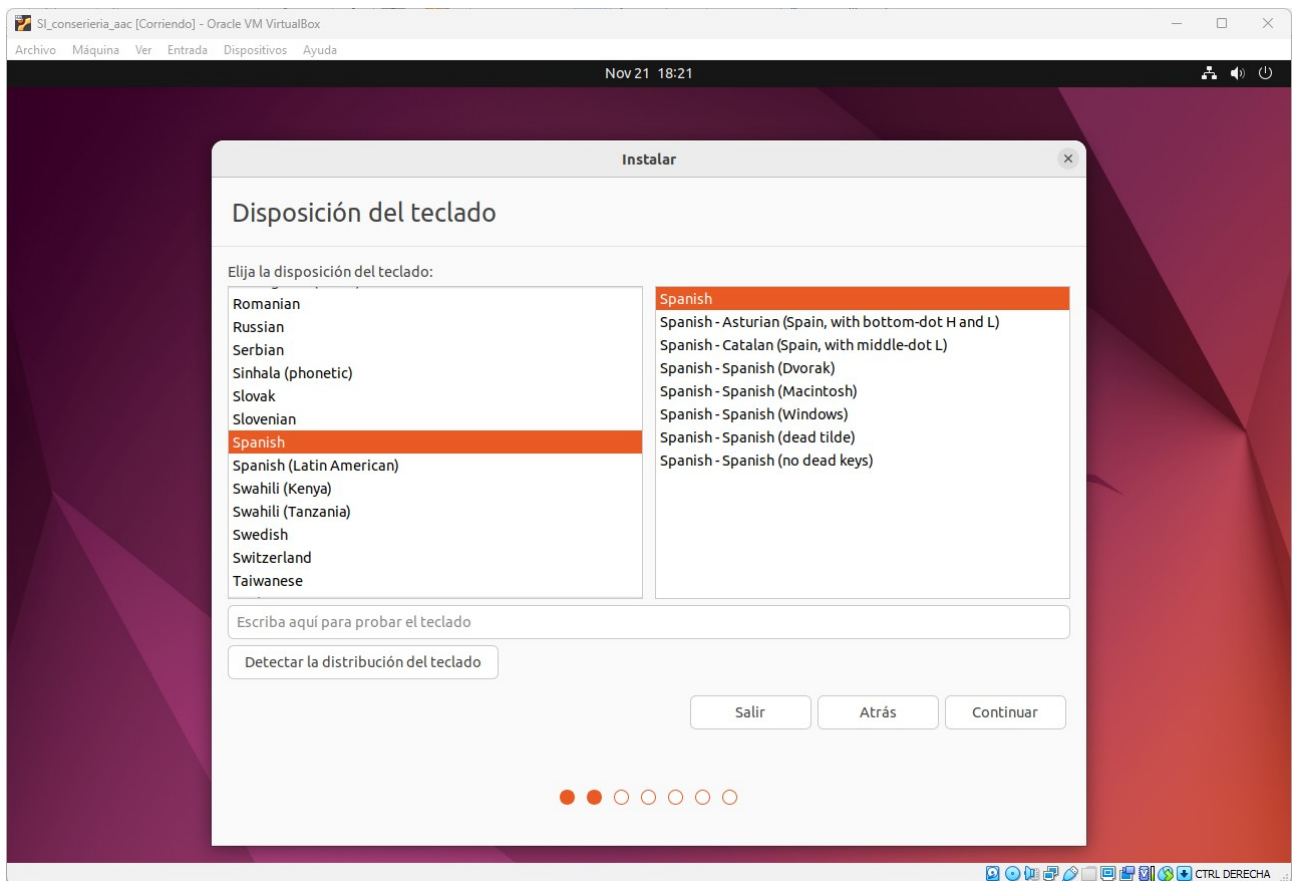 SI_conserieria_aac [Corriendo] - Oracle VM VirtualBox
Archivo Máquina Ver Entrada Dispositivos Ayuda
Nov 21 18:21
Instalar
Disposición del teclado
Elija la disposición del teclado:
Romanian
Russian
Serbian
Sinhala (phonetic)
Slovak
Slovenian
Spanish
Spanish (Latin American)
Swahili (Kenya)
Swahili (Tanzania)
Swedish
Switzerland
Taiwanese
Spanish
Spanish - Asturian (Spain, with bottom-dot H and L)
Spanish - Catalan (Spain, with middle-dot L)
Spanish - Spanish (Dvorak)
Spanish - Spanish (Macintosh)
Spanish - Spanish (Windows)
Spanish - Spanish (dead tilde)
Spanish - Spanish (no dead keys)
Escriba aquí para probar el teclado
Detectar la distribución del teclado
Salir Atrás Continuar
CTRL DERECHA